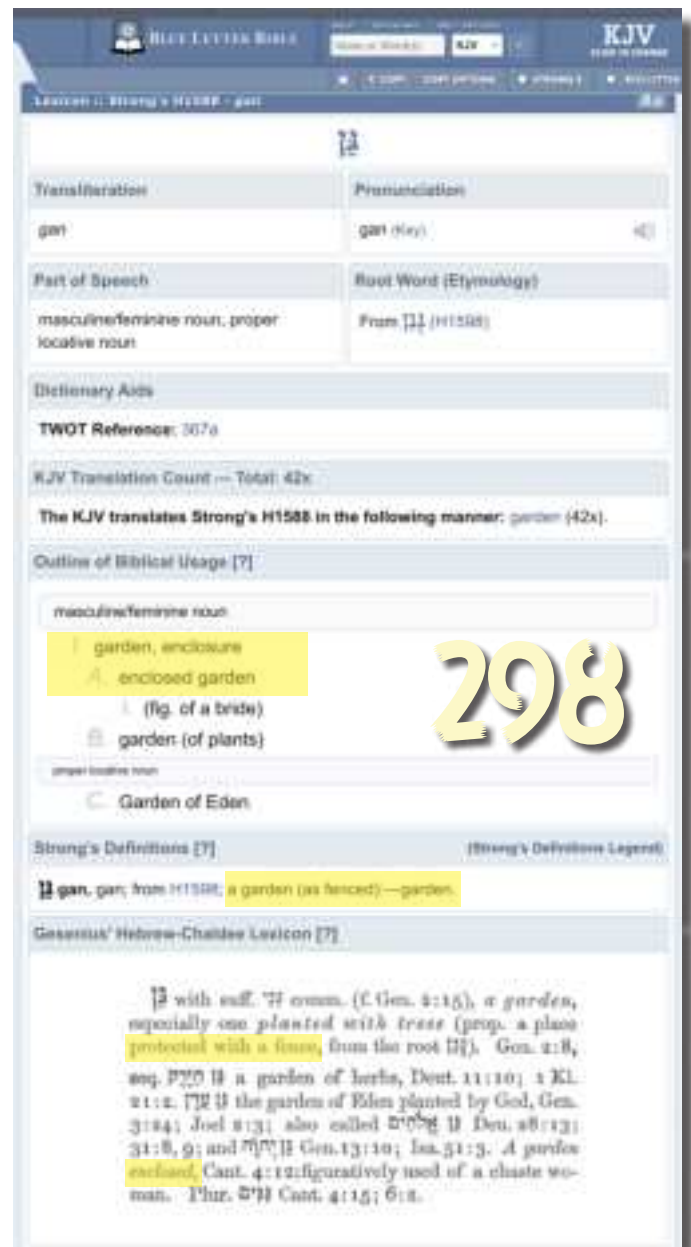 BLUE LETTER BIBLE
KJV
KJV
Lexicon :: Strong's H1588 - gan
גַּן
Transliteration
Pronunciation
gan
gan (Key)
Part of Speech
Root Word (Etymology)
masculine/feminine noun, proper
locative noun
From גָּנַן (H1598)
Dictionary Aids
TWOT Reference: 367a
KJV Translation Count — Total: 42x
The KJV translates Strong's H1588 in the following manner: garden (42x).
Outline of Biblical Usage [?]
masculine/feminine noun
I. garden, enclosure
A. enclosed garden
i. (fig. of a bride)
B. garden (of plants)
298
proper locative noun
C. Garden of Eden
Strong's Definitions [?]
(Strong's Definitions Legend)
גַּן gan, gan; from H1598; a garden (as fenced):—garden.
Gesenius' Hebrew-Chaldee Lexicon [?]
גַּן with suff. comm. (f. Gen. 2:15), a garden,
especially one planted with trees (prop. a place
protected with a fence, from the root גָּנַן). Gen. 2:8,
seq. גַּן a garden of herbs, Deut. 11:10; 1 Ki.
21:2. גַּן עֵדֶן the garden of Eden planted by God, Gen.
3:24; Joel 2:3; also called גַּן אֱלֹהִים
31:8, 9; and גַּן יְהוָֹה Gen. 13:10; Isa. 51:3. A garden
enclosed, Cant. 4:12; figuratively used of a chaste wo-
man. Plur. גַּנִּים Cant. 4:15; 6:2.